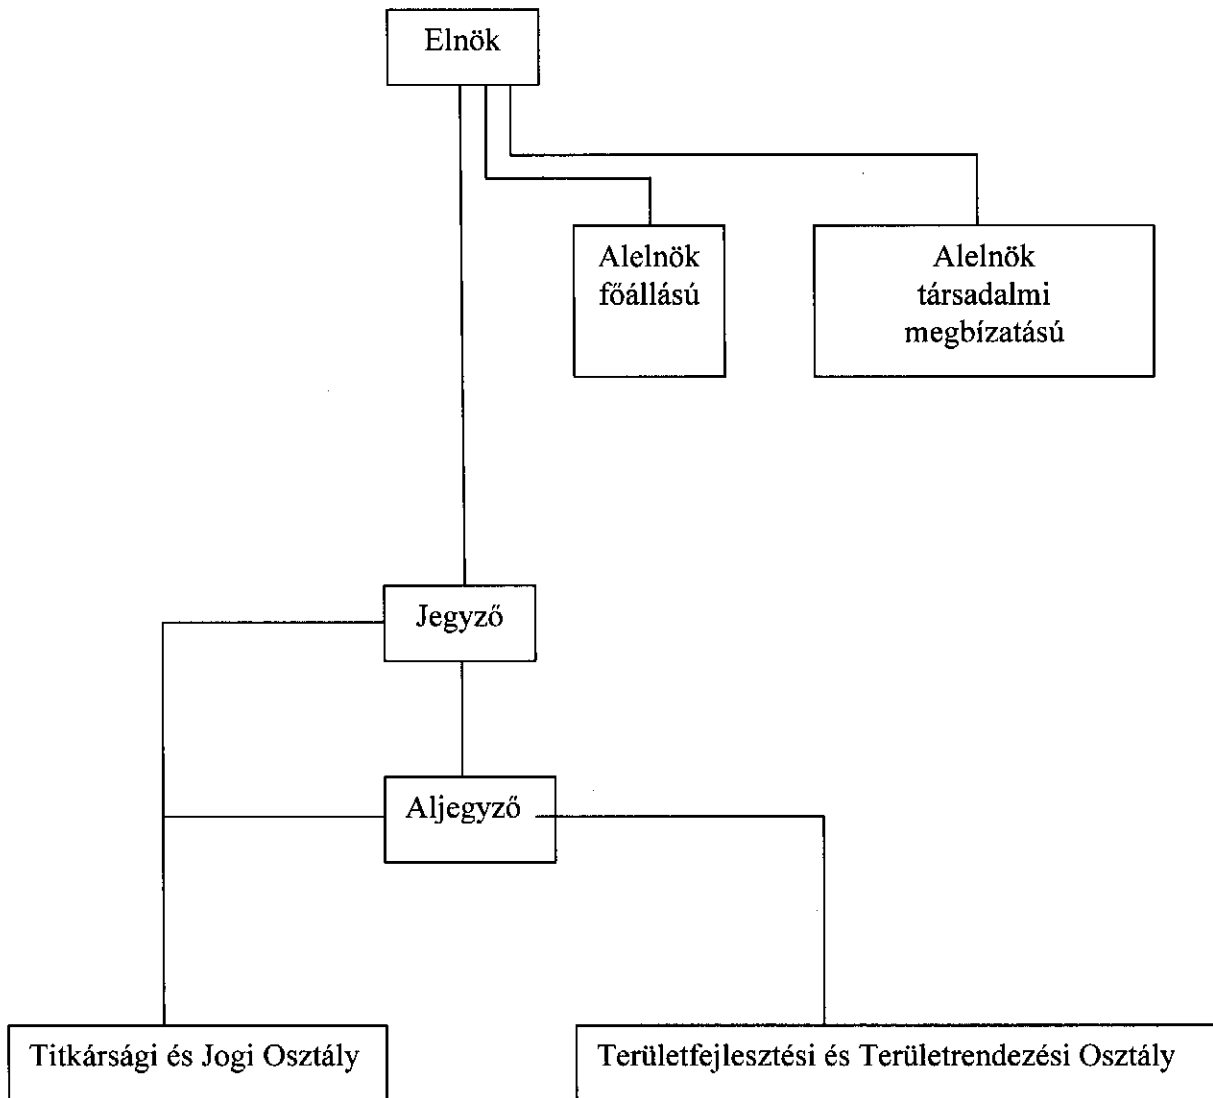 Elnök
Alelnök
főállású
Alelnök
társadalmi
megbízatású
Jegyző
Aljegyző
Titkársági és Jogi Osztály
Területfejlesztési és Területrendezési Osztály